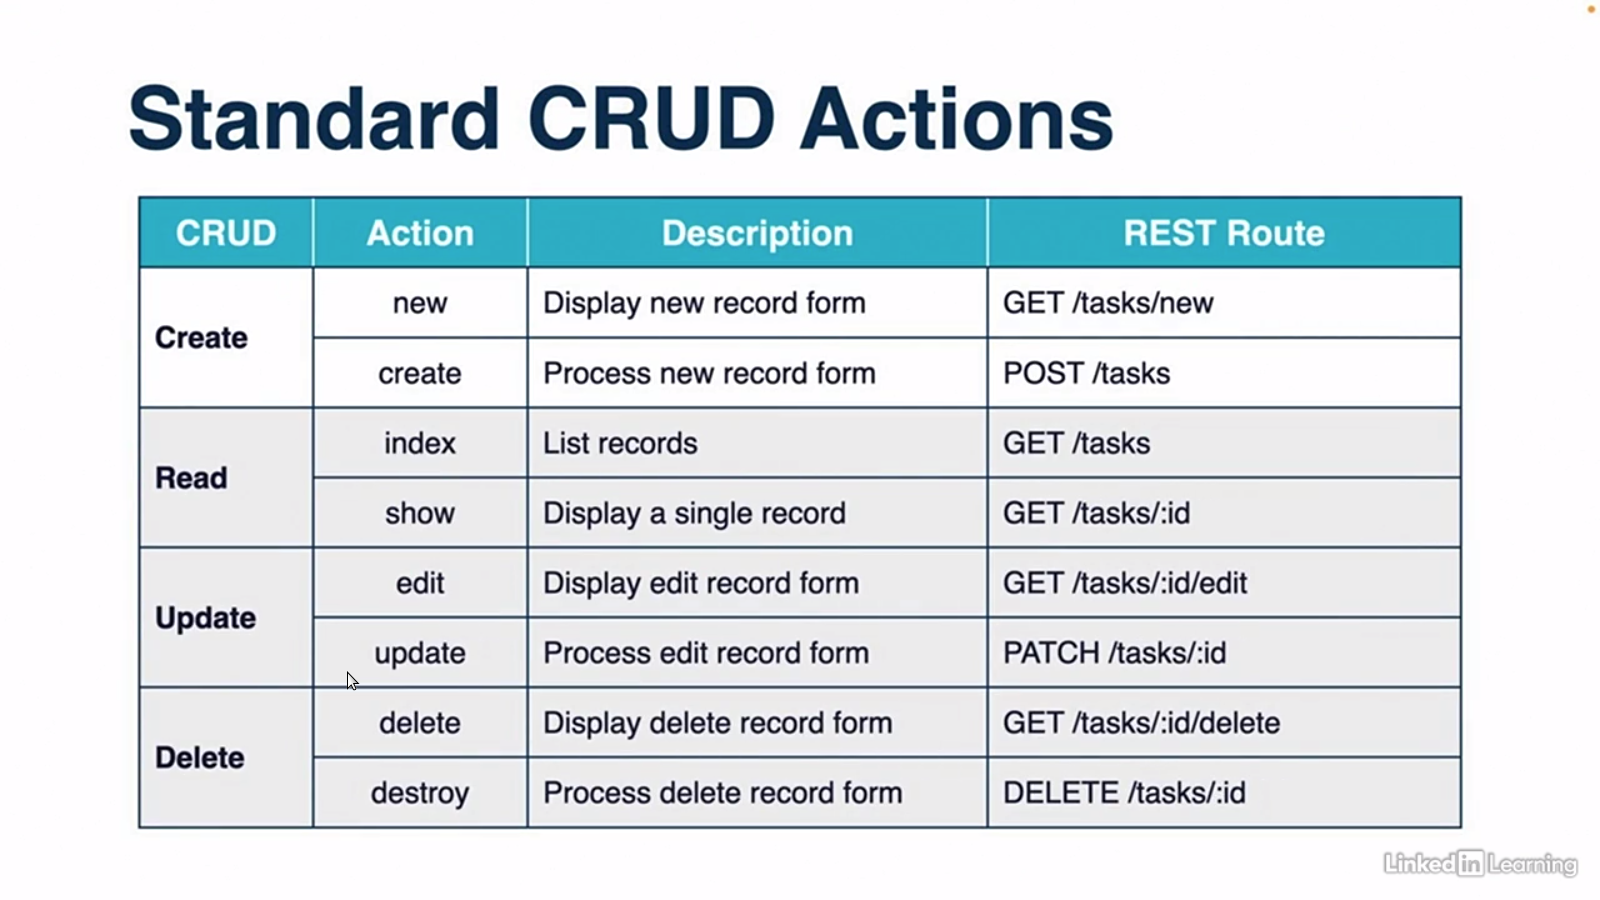 Standard CRUD Actions
CRUD Action Description REST Route
Create
new Display new record form GET /tasks/new
create Process new record form POST /tasks
Read
index List records GET /tasks
show Display a single record GET /tasks/:id
Update
edit Display edit record form GET /tasks/:id/edit
update Process edit record form PATCH /tasks/:id
Delete
delete Display delete record form GET /tasks/:id/delete
destroy Process delete record form DELETE /tasks/:id
Linked in Learning